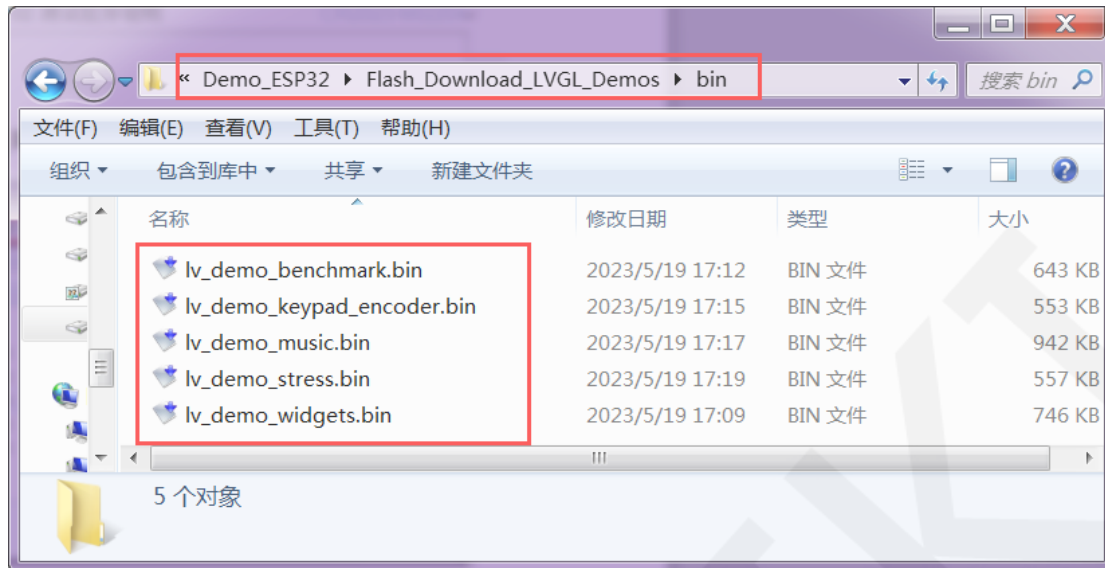 « Demo_ESP32 ▸ Flash_Download_LVGL_Demos ▸ bin 搜索 bin
文件(F) 编辑(E) 查看(V) 工具(T) 帮助(H)
组织 包含到库中 共享 新建文件夹
名称 修改日期 类型 大小
lv_demo_benchmark.bin 2023/5/19 17:12 BIN 文件 643 KB
lv_demo_keypad_encoder.bin 2023/5/19 17:15 BIN 文件 553 KB
lv_demo_music.bin 2023/5/19 17:17 BIN 文件 942 KB
lv_demo_stress.bin 2023/5/19 17:19 BIN 文件 557 KB
lv_demo_widgets.bin 2023/5/19 17:09 BIN 文件 746 KB
5 个对象